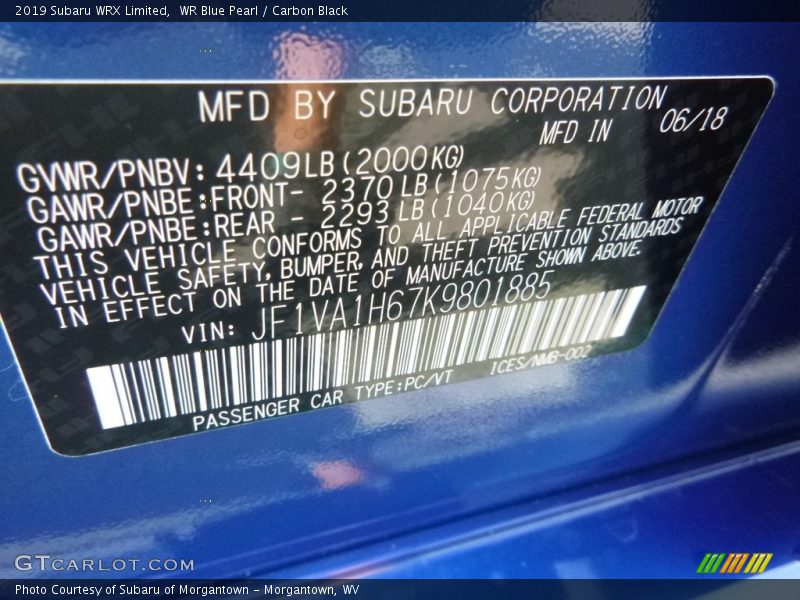 2019 Subaru WRX Limited,  WR Blue Pearl / Carbon Black
MFD BY SUBARU CORPORATION
MFD IN 06/18
GVWR/PNBV: 4409LB(2000KG)
GAWR/PNBE:FRONT- 2370LB(1075KG)
GAWR/PNBE:REAR - 2293LB(1040KG)
THIS VEHICLE CONFORMS TO ALL APPLICABLE FEDERAL MOTOR
VEHICLE SAFETY, BUMPER, AND THEFT PREVENTION STANDARDS
IN EFFECT ON THE DATE OF MANUFACTURE SHOWN ABOVE.
VIN: JF1VA1H67K9801885
PASSENGER CAR TYPE:PC/VT ICES/NMB-002
GTCARLOT.COM
Photo Courtesy of Subaru of Morgantown - Morgantown, WV